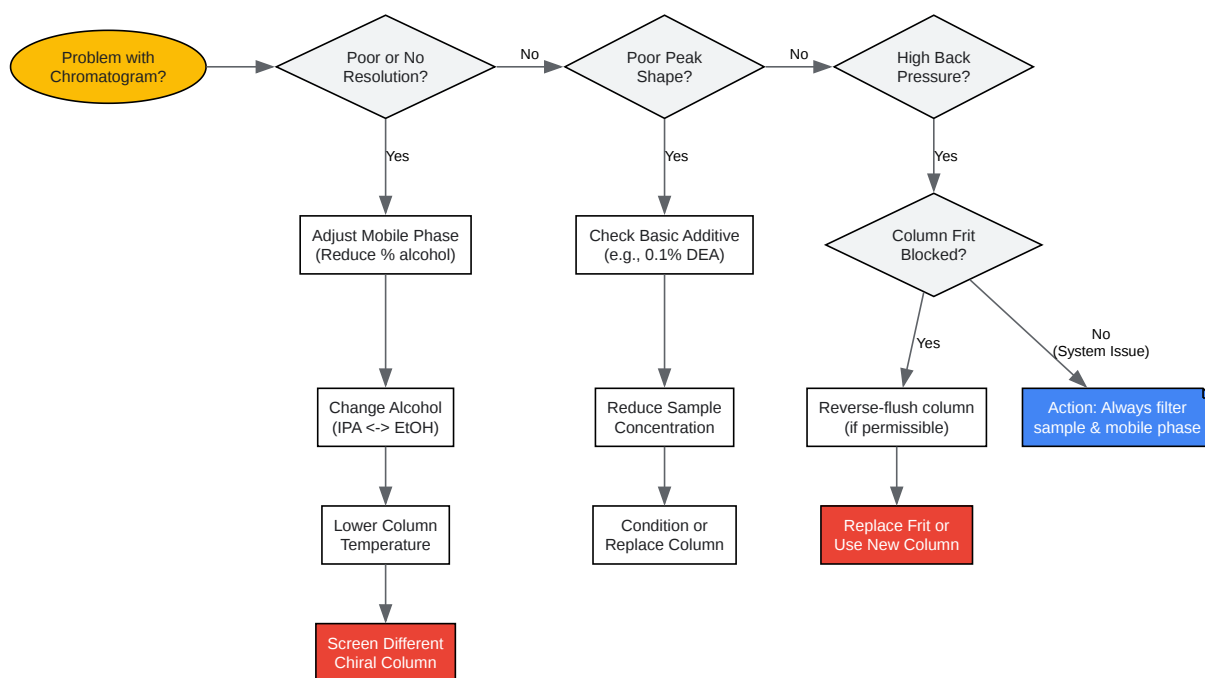 Problem with
Chromatogram?
Poor or No
Resolution?
No
Poor Peak
Shape?
No
High Back
Pressure?
Yes
Yes
Yes
Adjust Mobile Phase
(Reduce % alcohol)
Check Basic Additive
(e.g., 0.1% DEA)
Column Frit
Blocked?
Yes
No
(System Issue)
Change Alcohol
(IPA <-> EtOH)
Reduce Sample
Concentration
Reverse-flush column
(if permissible)
Action: Always filter
sample & mobile phase
Lower Column
Temperature
Condition or
Replace Column
Replace Frit or
Use New Column
Screen Different
Chiral Column